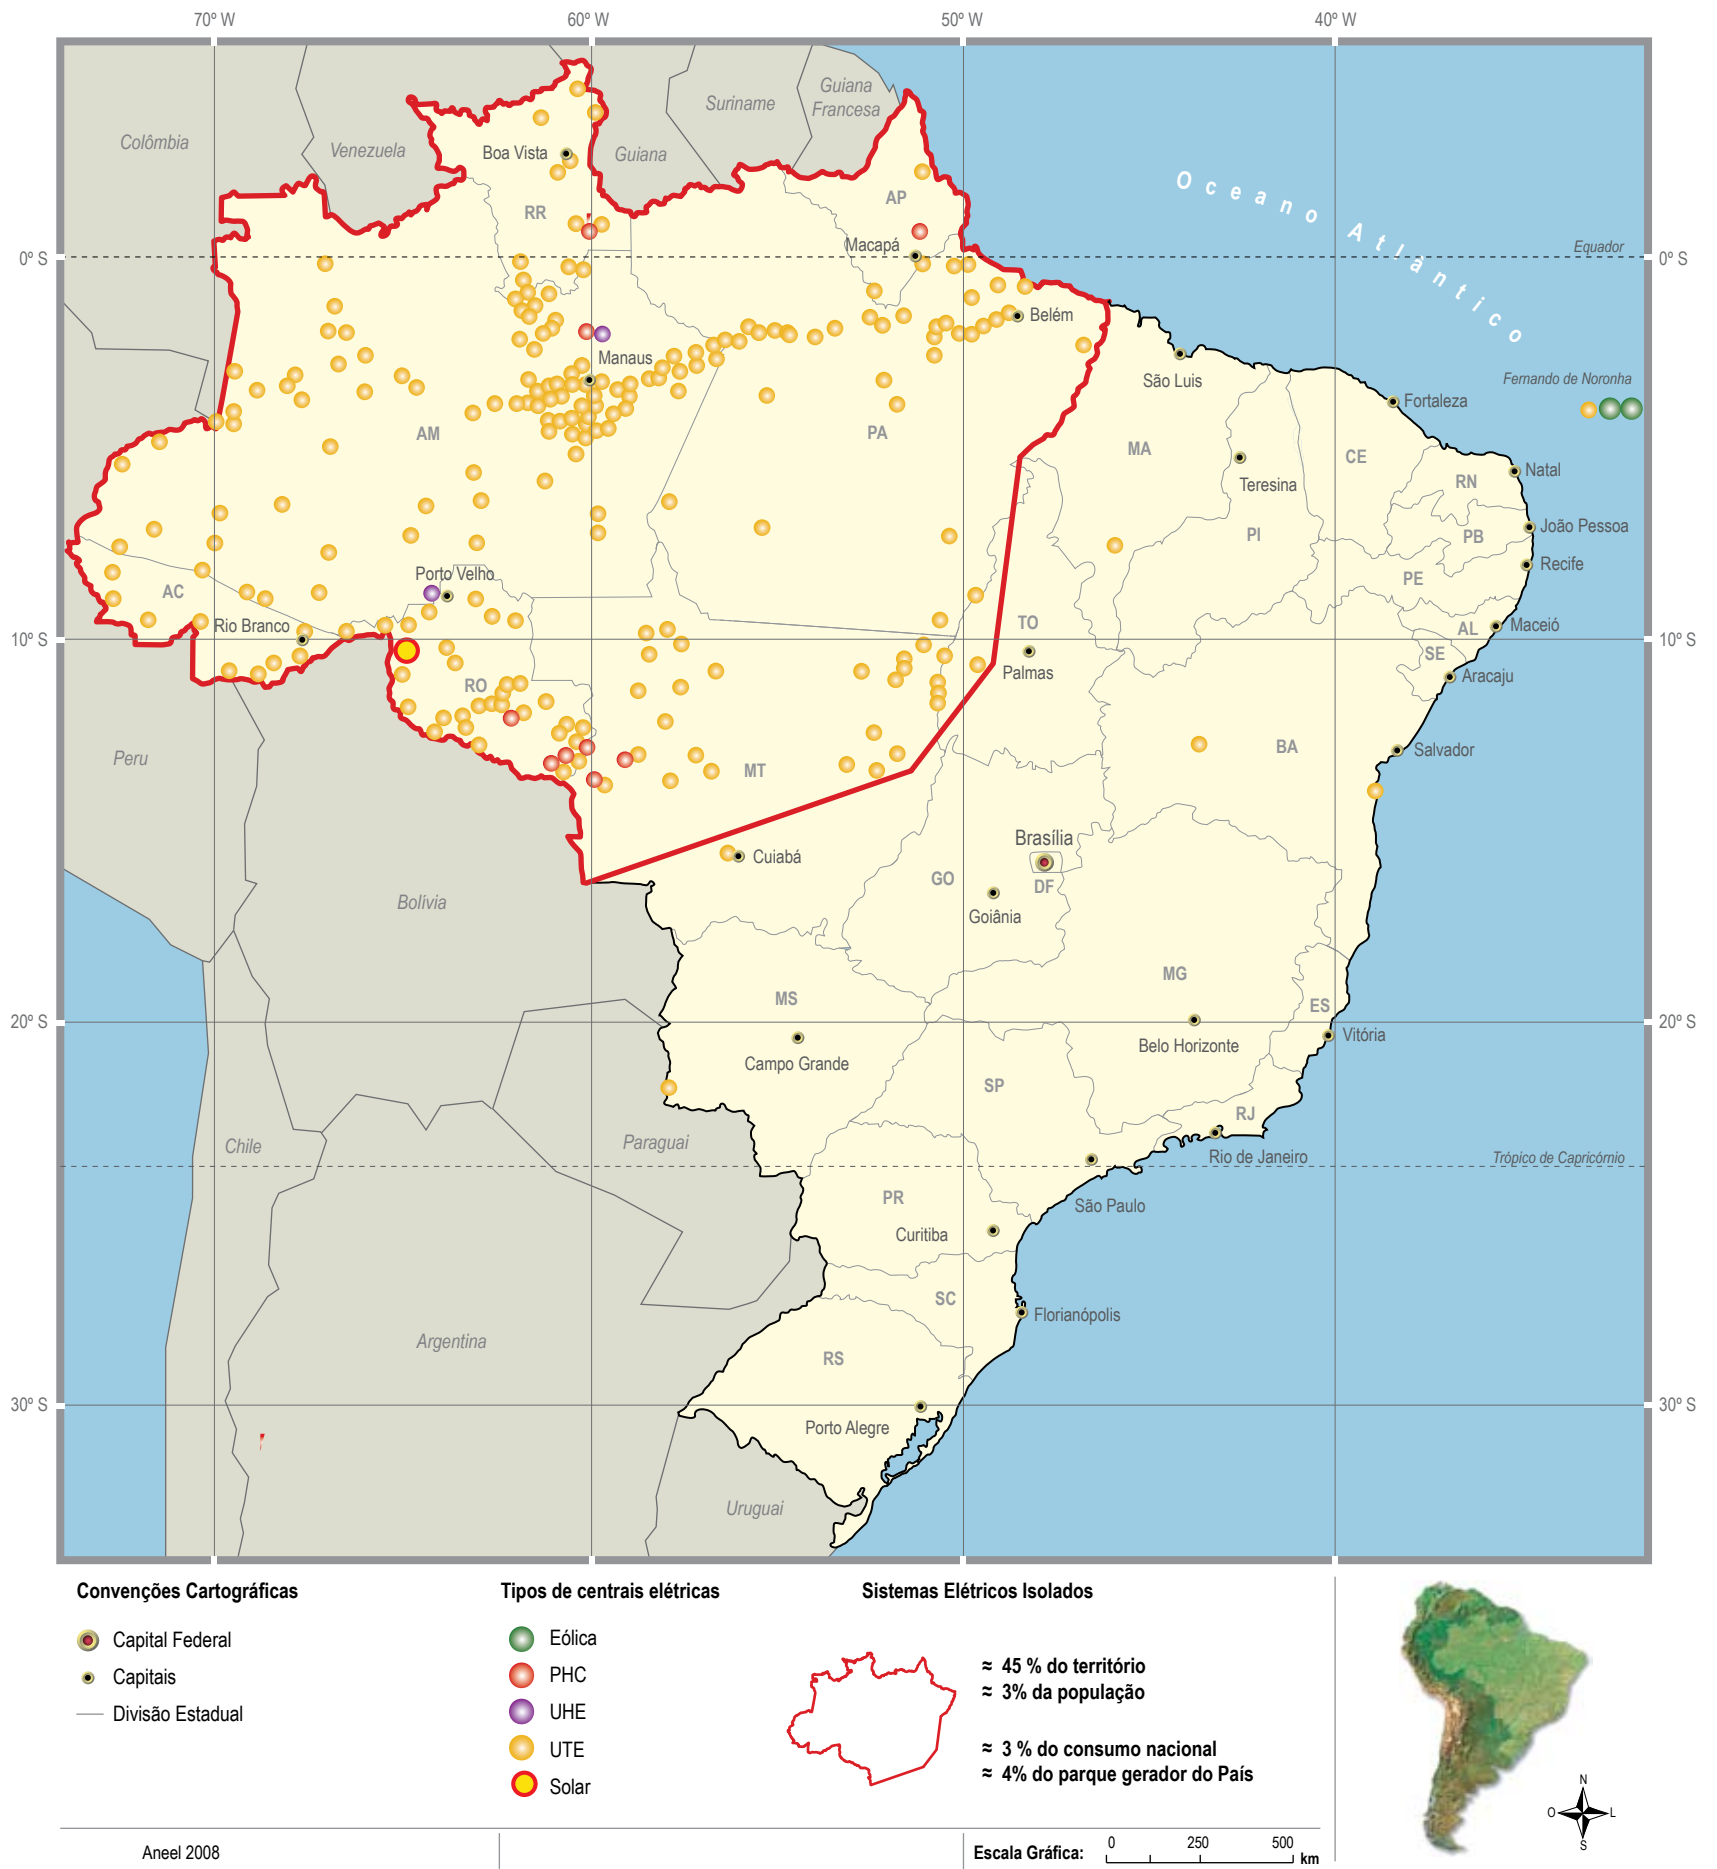 70º W
60º W
50º W
40º W
Colômbia
Venezuela
Boa Vista
Guiana
Suriname
Guiana
Francesa
RR
AP
Macapá
Oceano Atlântico
Equador
0º S
0º S
Belém
Manaus
São Luis
Fernando de Noronha
Fortaleza
AM
PA
MA
CE
Teresina
RN
Natal
PI
PB
João Pessoa
Recife
PE
Porto Velho
AC
Rio Branco
TO
AL
Maceió
10º S
10º S
SE
Palmas
Aracaju
RO
Peru
MT
BA
Salvador
Brasília
Cuiabá
GO
DF
Goiânia
Bolívia
MG
MS
ES
20º S
20º S
Vitória
Belo Horizonte
Campo Grande
SP
RJ
Chile
Paraguai
Rio de Janeiro
Trópico de Capricórnio
PR
São Paulo
Curitiba
SC
Florianópolis
Argentina
RS
30º S
30º S
Porto Alegre
Uruguai
Convenções Cartográficas
Capital Federal
Capitais
Divisão Estadual
Tipos de centrais elétricas
Eólica
PHC
UHE
UTE
Solar
Sistemas Elétricos Isolados
≈ 45 % do território
≈ 3% da população
≈ 3 % do consumo nacional
≈ 4% do parque gerador do País
N
O
L
S
Aneel 2008
Escala Gráfica:
0
250
500
km